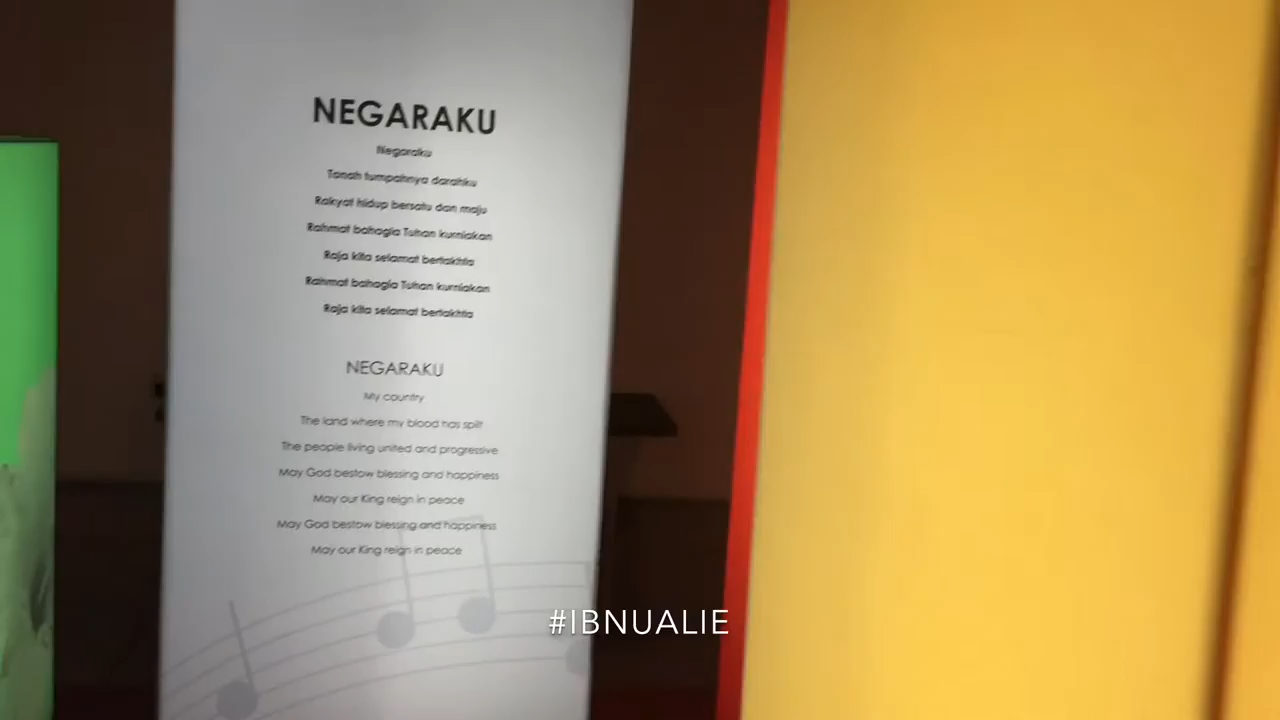 NEGARAKU
Negaraku
Tanah tumpahnya darahku
Rakyat hidup bersatu dan maju
Rahmat bahagia Tuhan kurniakan
Raja kita selamat bertakhta
Rahmat bahagia Tuhan kurniakan
Raja kita selamat bertakhta
NEGARAKU
My country
The land where my blood has spilt
The people living united and progressive
May God bestow blessing and happiness
May our King reign in peace
May God bestow blessing and happiness
May our King reign in peace
#IBNUALIE